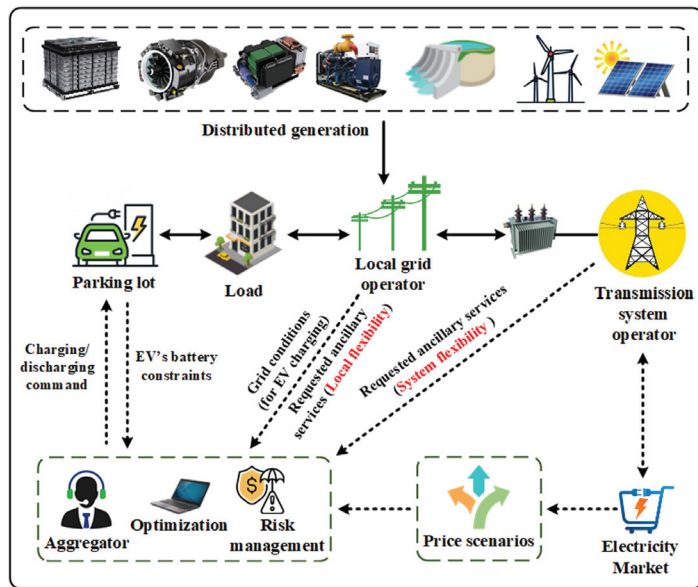 Distributed generation
Parking lot
Load
Local grid
operator
Transmission
system
operator
Charging/
discharging
command
EV's battery
constraints
Grid conditions
(for EV charging)
Requested ancillary
services (Local flexibility)
Requested ancillary services
(System flexibility )
Aggregator
Optimization
Risk
management
Price scenarios
Electricity
Market